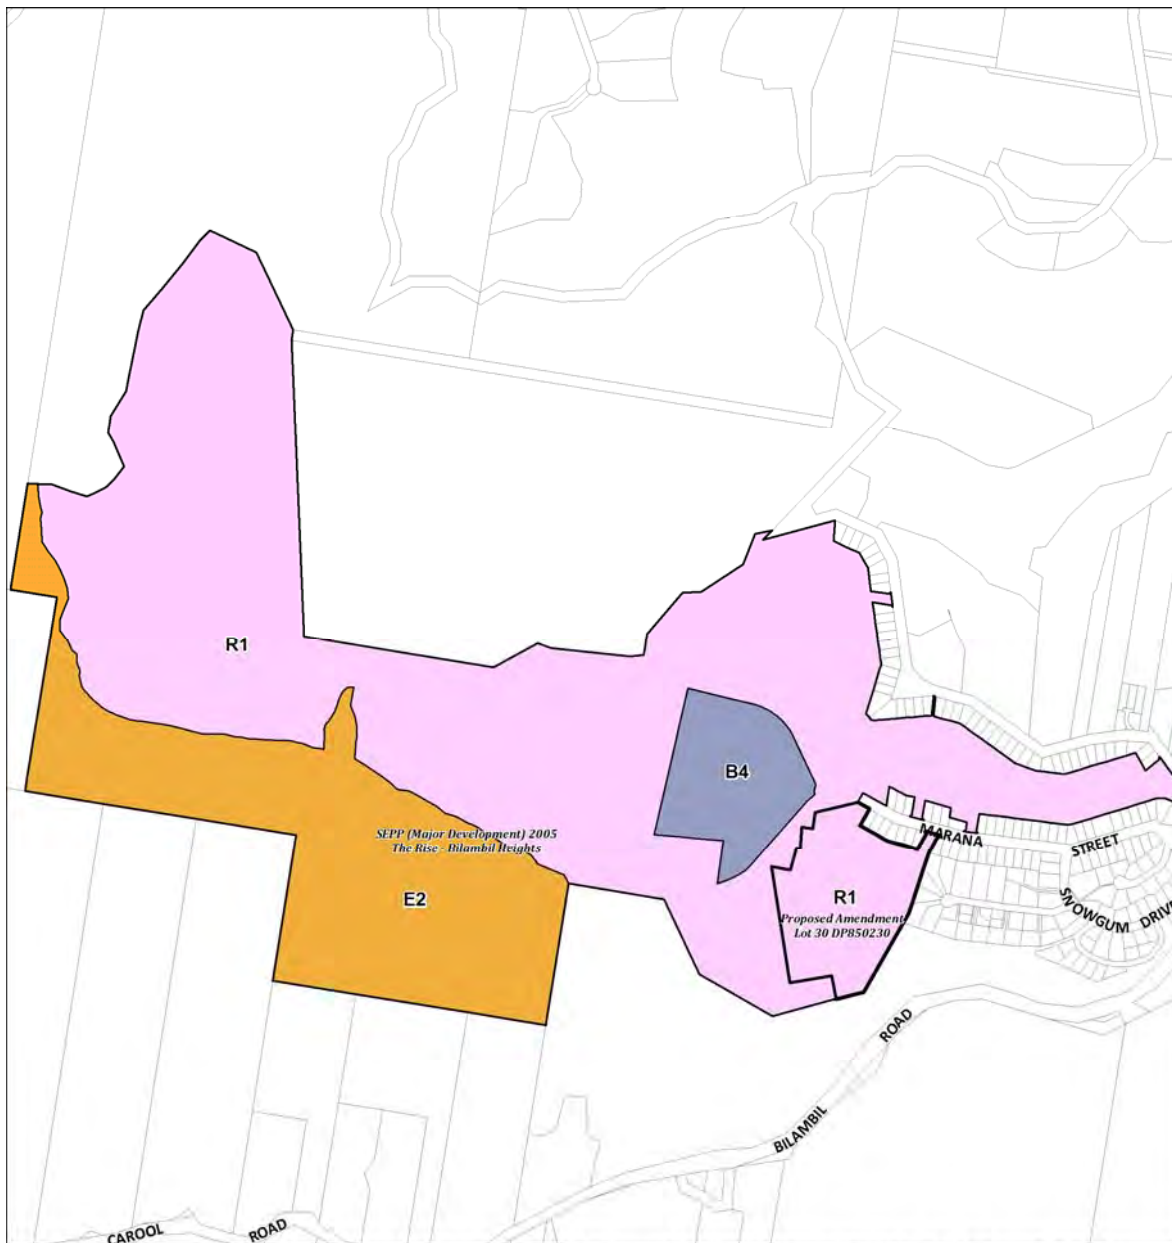 R1
B4
SEPP (Major Development) 2005
The Rise - Bilambil Heights
MARANA
STREET
E2
R1
Proposed Amendment
Lot 30 DP850230
SNOWGUM DRIVE
ROAD
BILAMBIL
CAROOL
ROAD